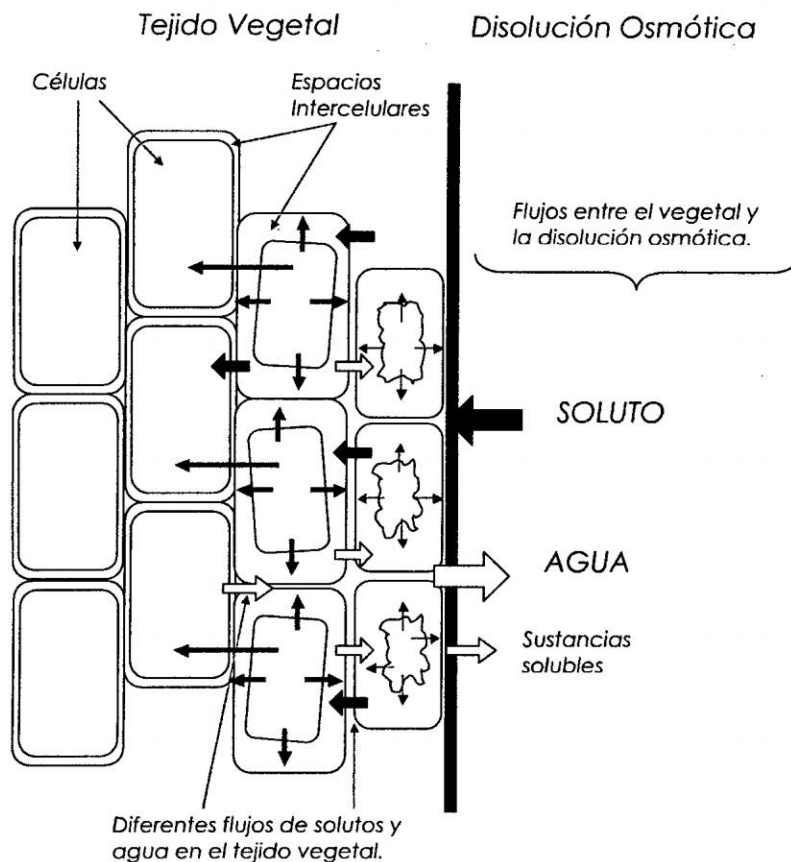 Tejido Vegetal
Disolución Osmótica
Células
Espacios
Intercelulares
Flujos entre el vegetal y
la disolución osmótica.
SOLUTO
AGUA
Sustancias
solubles
Diferentes flujos de solutos y
agua en el tejido vegetal.